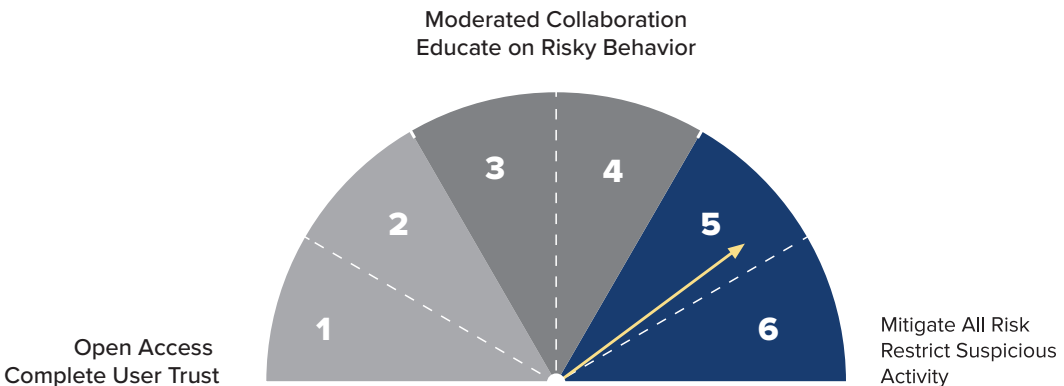 Moderated Collaboration
Educate on Risky Behavior
3
4
2
5
1
6
Open Access
Complete User Trust
Mitigate All Risk
Restrict Suspicious
Activity